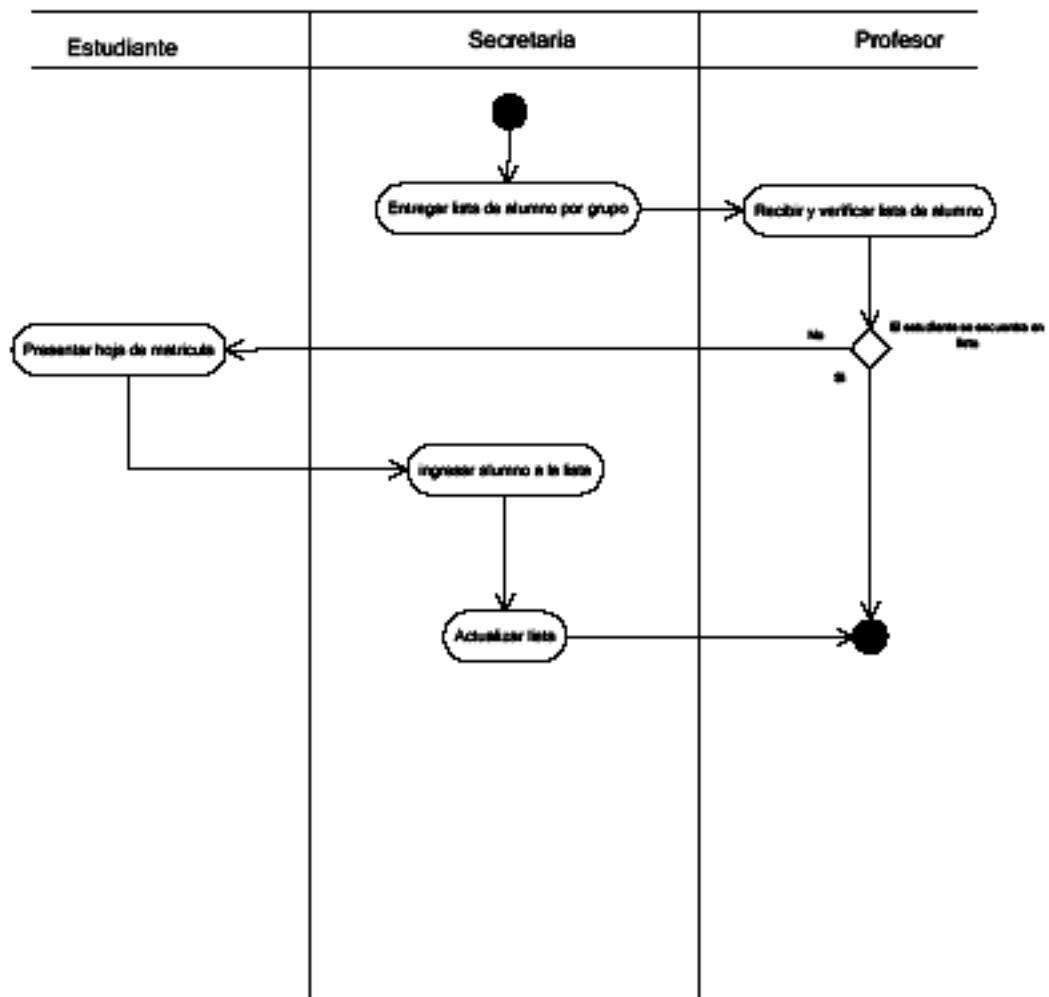 Estudiante
Secretaria
Profesor
Entregar lista de alumno por grupo
Recibir y verificar lista de alumno
El estudiante se encuentra en
lista
No
Si
Presentar hoja de matricula
ingresar alumno a la lista
Actualizar lista